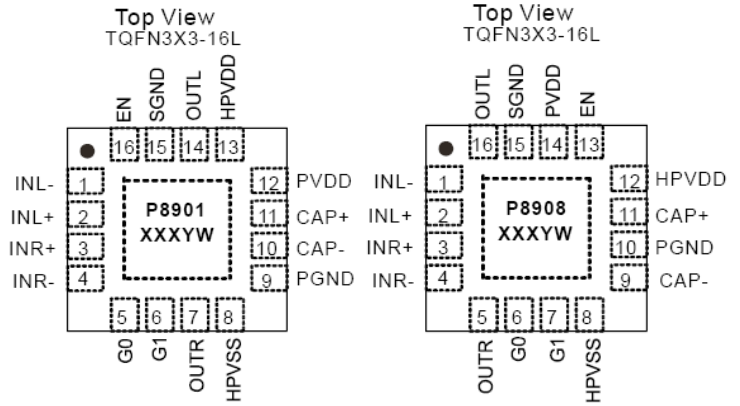 Top View
TQFN3X3-16L
EN SGND OUTL HPVDD
16 15 14 13
INL- 1
INL+ 2
INR+ 3
INR- 4
P8901
XXXYW
12 PVDD
11 CAP+
10 CAP-
9 PGND
5 6 7 8
G0 G1 OUTR HPVSS
Top View
TQFN3X3-16L
OUTL SGND PVDD EN
16 15 14 13
INL- 1
INL+ 2
INR+ 3
INR- 4
P8908
XXXYW
12 HPVDD
11 CAP+
10 PGND
9 CAP-
5 6 7 8
OUTR G0 G1 HPVSS